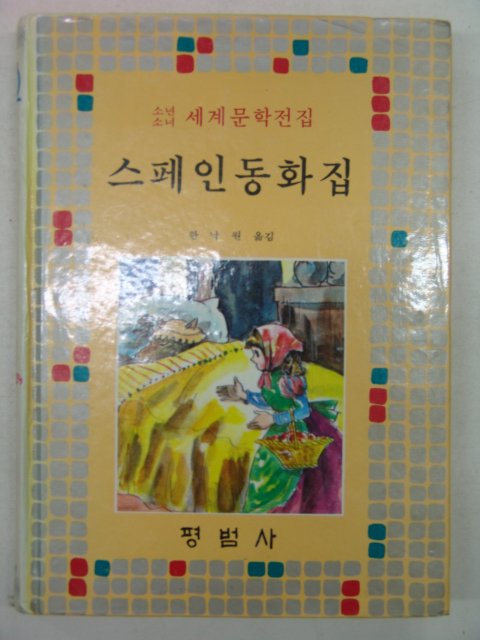 소년
소녀 세계문학전집
스페인동화집
한낙원 옮김
평범사